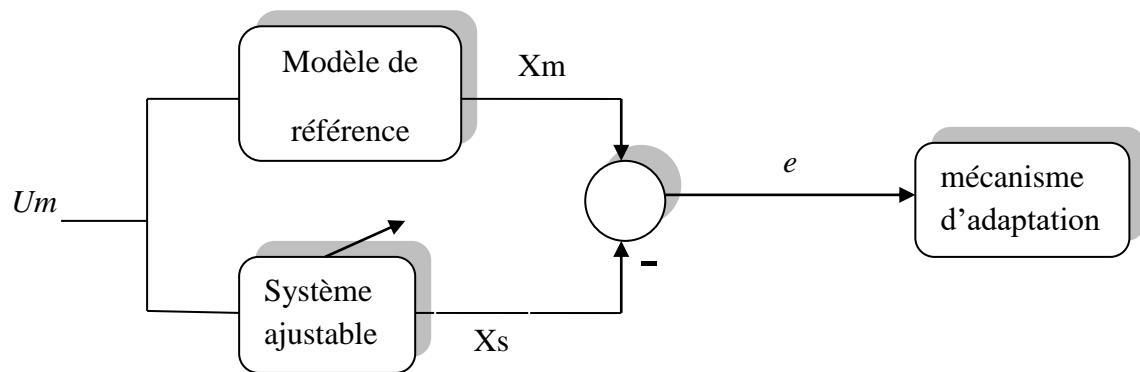 Modèle de
référence
Xm
e
mécanisme
d’adaptation
Um
-
Système
ajustable
Xs